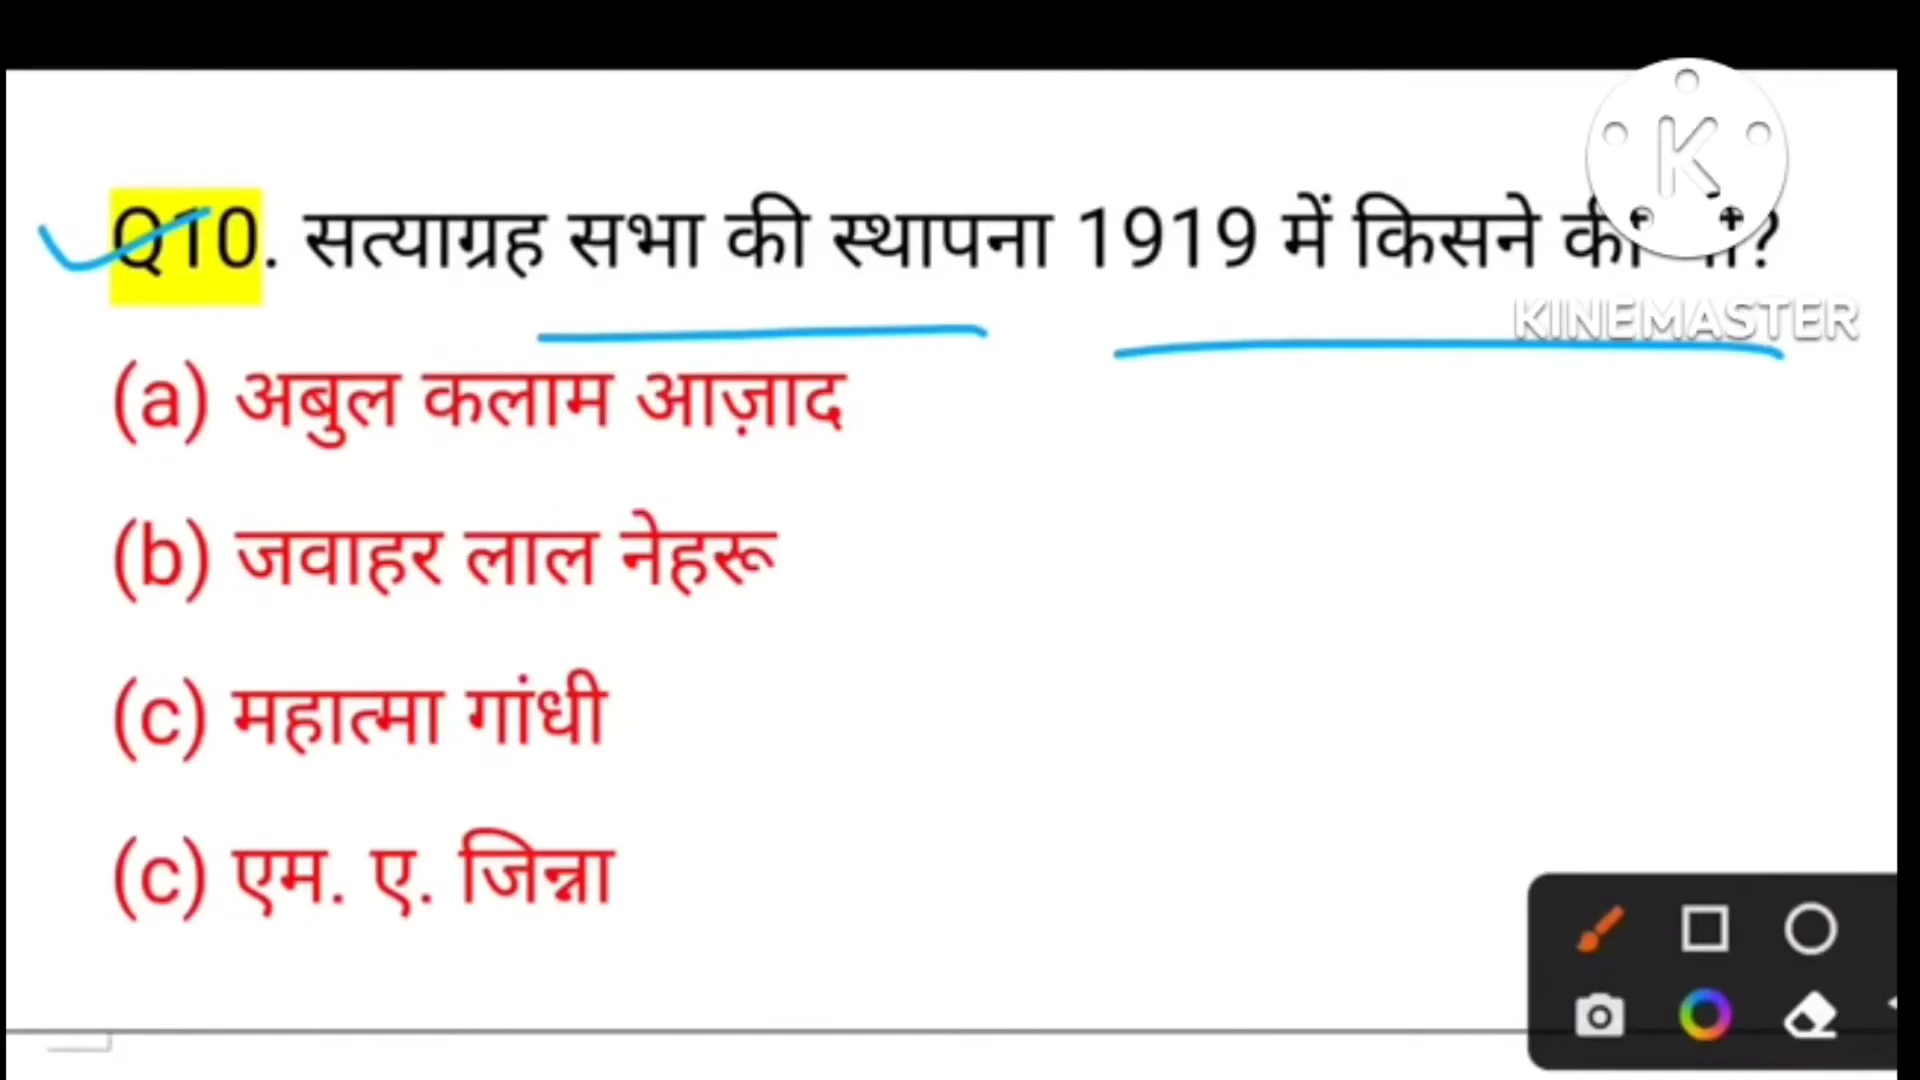 Q10. सत्याग्रह सभा की स्थापना 1919 में किसने की ?
K
KINEMASTER
(a) अबुल कलाम आज़ाद
(b) जवाहर लाल नेहरू
(c) महात्मा गांधी
(c) एम. ए. जिन्ना